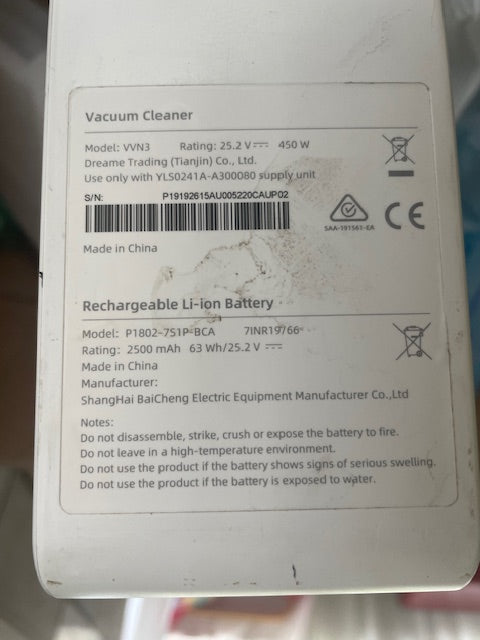 Vacuum Cleaner
Model: VVN3 Rating: 25.2 V⎓ 450 W
Dreame Trading (Tianjin) Co., Ltd.
Use only with YLS0241A-A300080 supply unit
S/N: P19192615AU005220CAUP02
SAA-191561-EA
CE
Made in China
Rechargeable Li-ion Battery
Model: P1802-7S1P-BCA 7INR19/66
Rating: 2500 mAh 63 Wh/25.2 V ⎓
Made in China
Manufacturer:
ShangHai BaiCheng Electric Equipment Manufacturer Co.,Ltd
Notes:
Do not disassemble, strike, crush or expose the battery to fire.
Do not leave in a high-temperature environment.
Do not use the product if the battery shows signs of serious swelling.
Do not use the product if the battery is exposed to water.